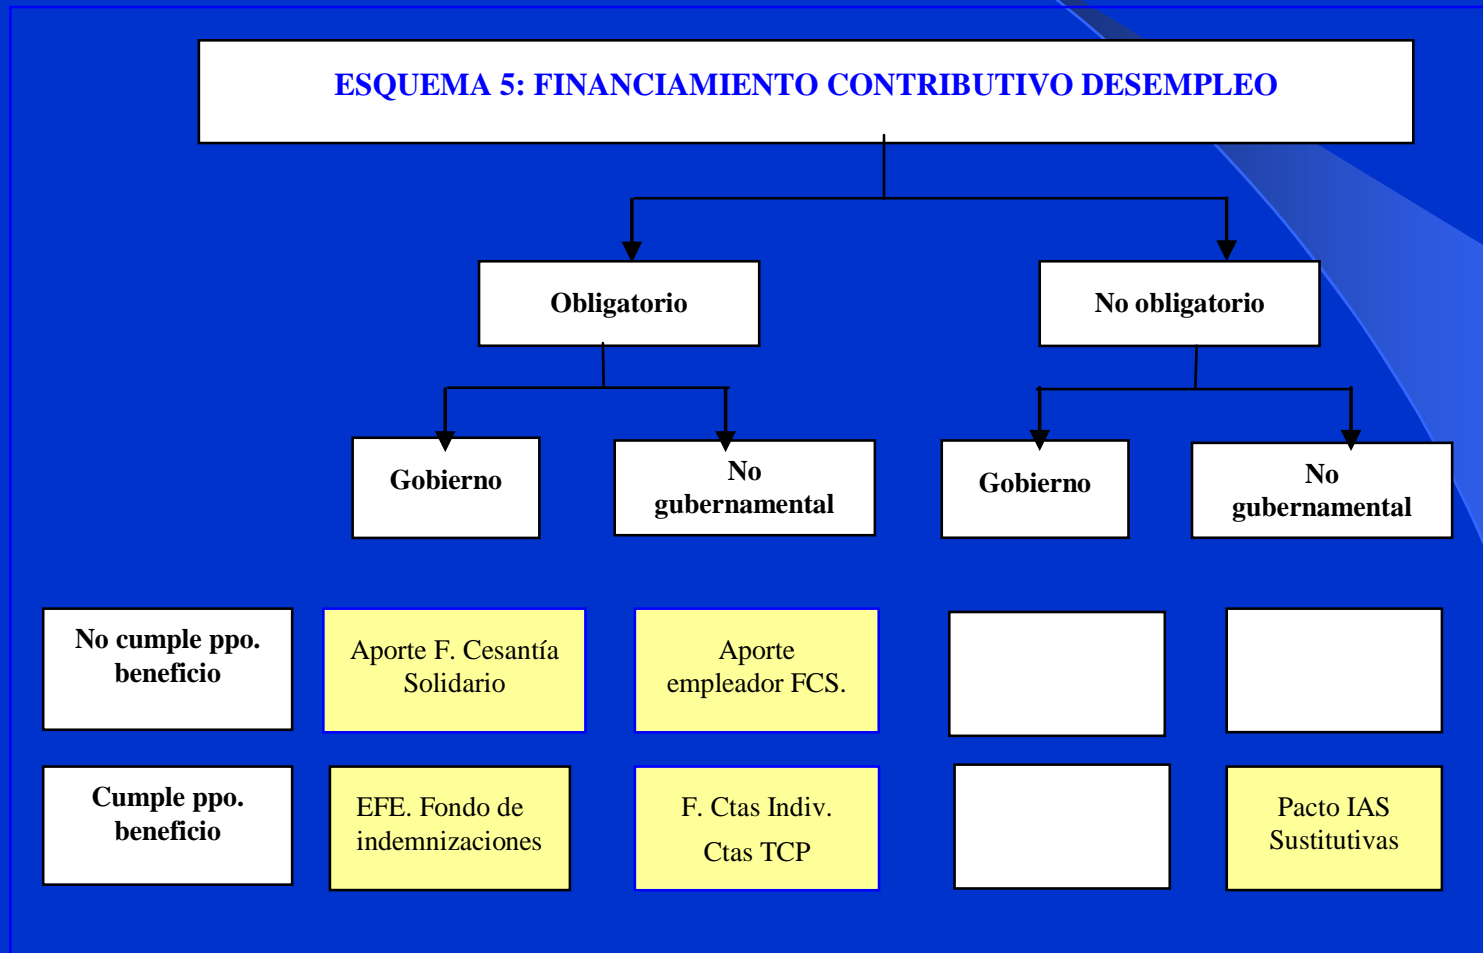 ESQUEMA 5: FINANCIAMIENTO CONTRIBUTIVO DESEMPLEO
Obligatorio
No obligatorio
Gobierno
No
gubernamental
Gobierno
No
gubernamental
No cumple ppo.
beneficio
Aporte F. Cesantía
Solidario
Aporte
empleador FCS.
Cumple ppo.
beneficio
EFE. Fondo de
indemnizaciones
F. Ctas Indiv.
Ctas TCP
Pacto IAS
Sustitutivas